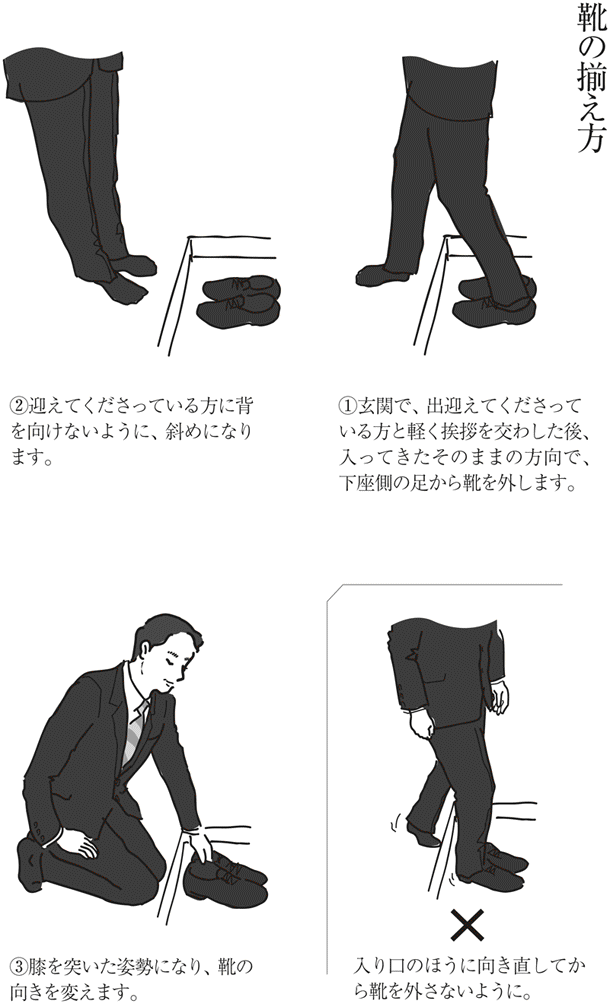 靴の揃え方
①玄関で、出迎えてくださって
いる方と軽く挨拶を交わした後、
入ってきたそのままの方向で、
下座側の足から靴を外します。
②迎えてくださっている方に背
を向けないように、斜めになり
ます。
③膝を突いた姿勢になり、靴の
向きを変えます。
入り口のほうに向き直してか
ら靴を外さないように。